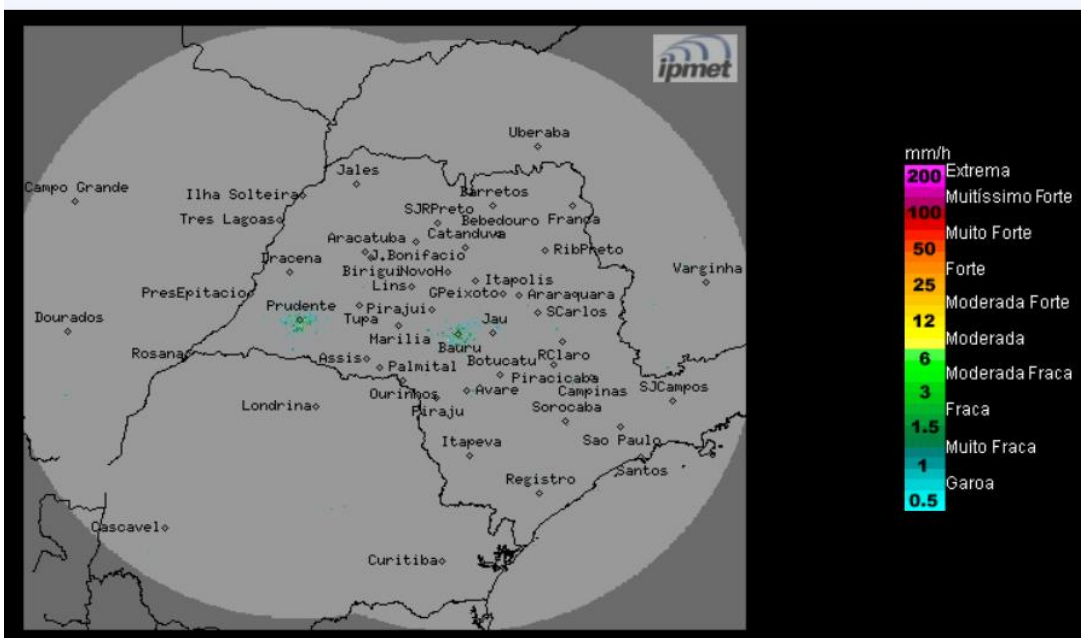 ipmet
Uberaba
Jales
Campo Grande
Ilha Solteira
Barretos
SJRPreto
Tres Lagoas
Bebedouro Franca
Catanduva
Aracatuba
RibPreto
J.Bonifacio
Dracena
Birigui NovoH
Varginha
Itapolis
Lins
PresEpitacio
GPeixoto
Araraquara
Prudente
Pirajui
SCarlos
Dourados
Tupa
Jau
Marilia
Bauru
Rosana
Assis
RClaro
Botucatu
Palmital
Piracicaba
SJCampos
Ourinhos
Avare
Campinas
Londrina
Piraju
Sorocaba
Itapeva
Sao Paulo
Santos
Registro
Cascavel
Curitiba
mm/h
200 Extrema
Muitíssimo Forte
100
Muito Forte
50
Forte
25
Moderada Forte
12
Moderada
6
Moderada Fraca
3
Fraca
1.5
Muito Fraca
1
Garoa
0.5